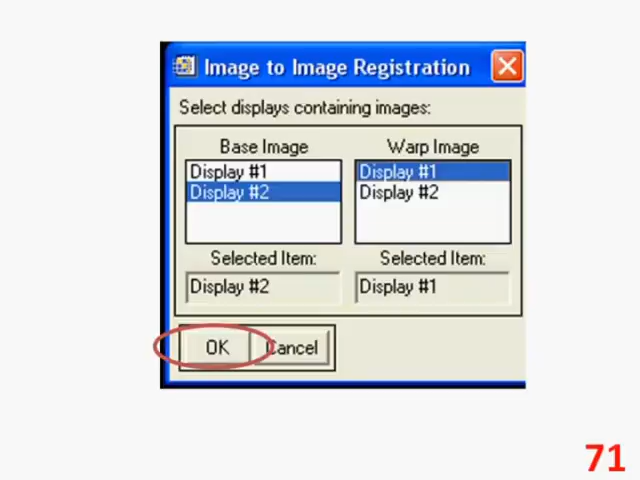 Image to Image Registration
Select displays containing images:
Base Image Warp Image
Display #1 Display #1
Display #2 Display #2
Selected Item: Selected Item:
Display #2 Display #1
OK Cancel
71